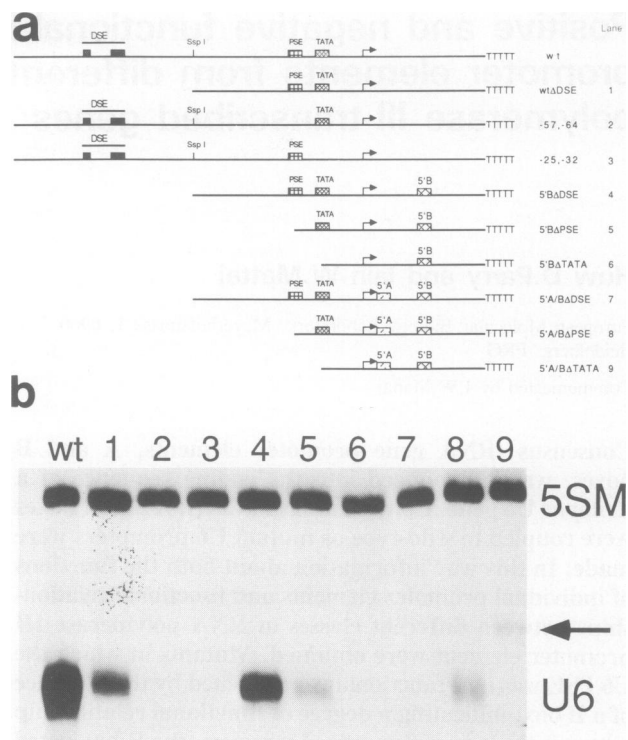 a
Lane
DSE
Ssp I
PSE TATA
TTTTT
w t
Ssp I
PSE TATA
TTTTT
wtΔDSE 1
DSE
Ssp I
TATA
TTTTT
-57,-64 2
DSE
Ssp I
PSE
TTTTT
-25,-32 3
PSE TATA
5'B
TTTTT
5'BΔDSE 4
TATA
5'B
TTTTT
5'BΔPSE 5
5'B
TTTTT
5'BΔTATA 6
PSE TATA 5'A 5'B
TTTTT
5'A/BΔDSE 7
TATA 5'A 5'B
TTTTT
5'A/BΔPSE 8
5'A 5'B
TTTTT
5'A/BΔTATA 9
b
wt 1 2 3 4 5 6 7 8 9
5SM
U6